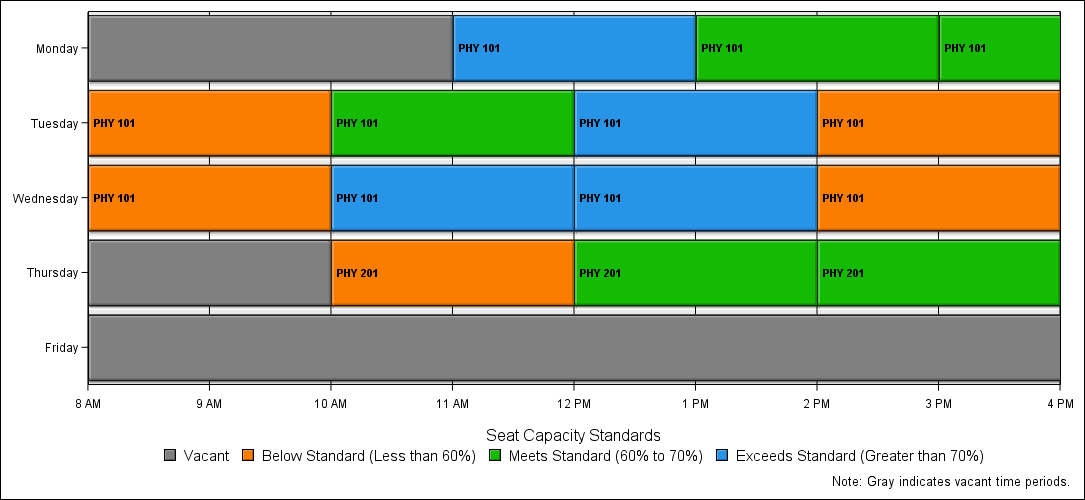 Monday PHY 101 PHY 101 PHY 101
Tuesday PHY 101 PHY 101 PHY 101 PHY 101
Wednesday PHY 101 PHY 101 PHY 101 PHY 101
Thursday PHY 201 PHY 201 PHY 201
Friday
8 AM 9 AM 10 AM 11 AM 12 PM 1 PM 2 PM 3 PM 4 PM
Seat Capacity Standards
Vacant Below Standard (Less than 60%) Meets Standard (60% to 70%) Exceeds Standard (Greater than 70%)
Note: Gray indicates vacant time periods.